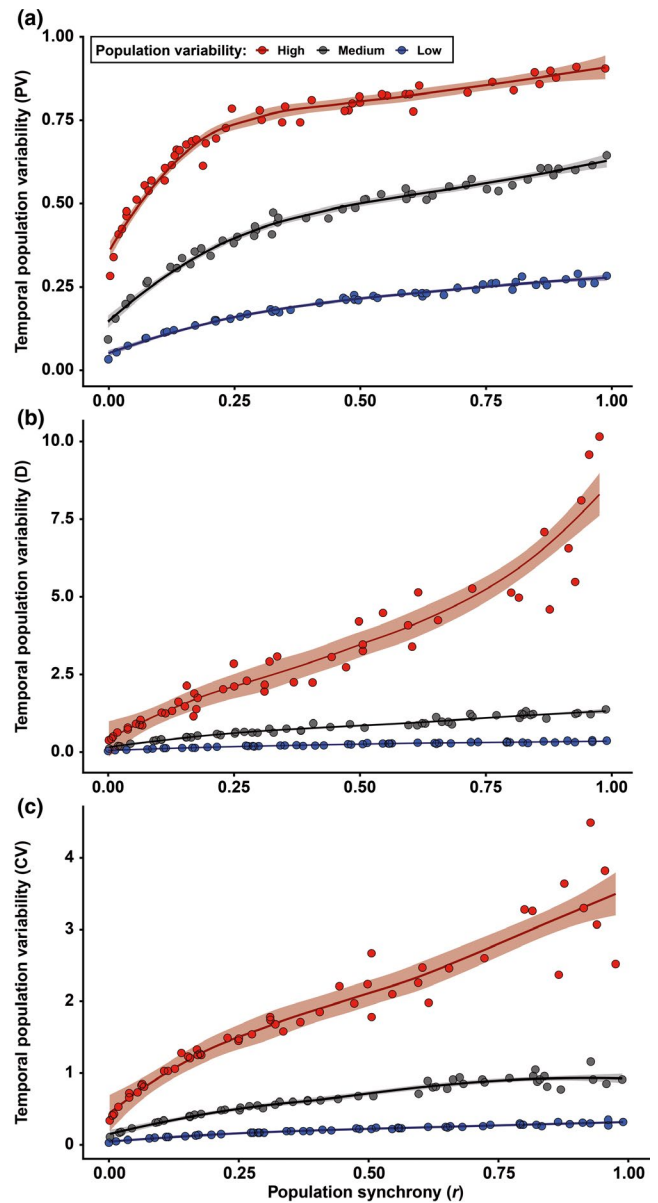 (a)
Population variability: High Medium Low
Temporal population variability (PV)
1.00
0.75
0.50
0.25
0.00
0.00 0.25 0.50 0.75 1.00
(b)
Temporal population variability (D)
10.0
7.5
5.0
2.5
0.0
0.00 0.25 0.50 0.75 1.00
(c)
Temporal population variability (CV)
4
3
2
1
0
0.00 0.25 0.50 0.75 1.00
Population synchrony (r)